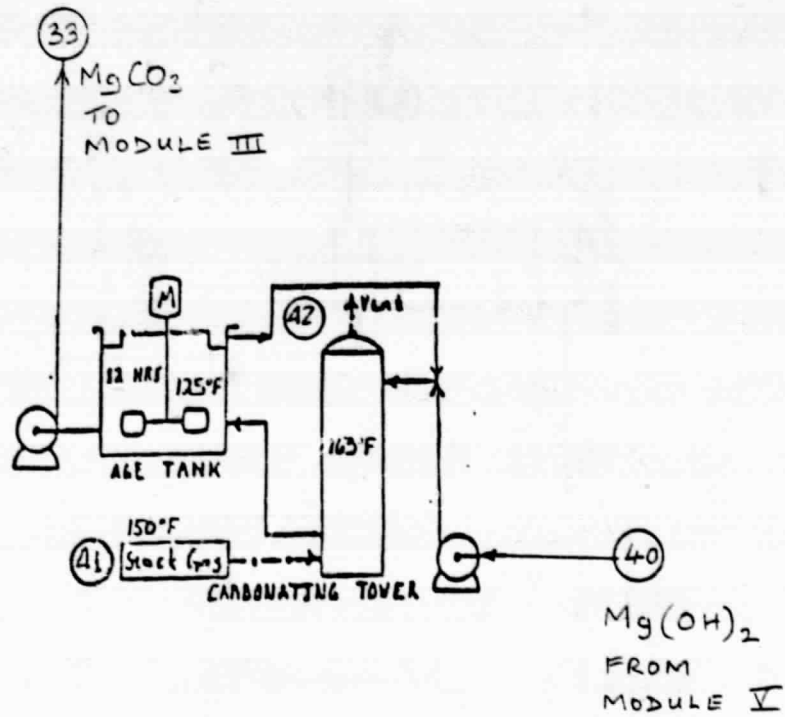 33
MgCO₃
TO
MODULE III
M
42
Vent
12 HRS
125°F
163°F
AGE TANK
150°F
41
Stack Gas
40
CARBONATING TOWER
Mg(OH)₂
FROM
MODULE V